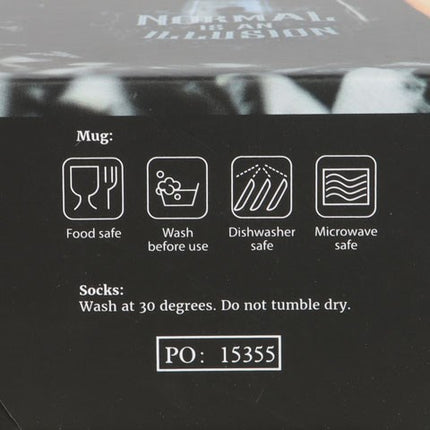 NORMAL
IS AN
ILLUSION
Mug:
Food safe
Wash
before use
Dishwasher
safe
Microwave
safe
Socks:
Wash at 30 degrees. Do not tumble dry.
PO: 15355